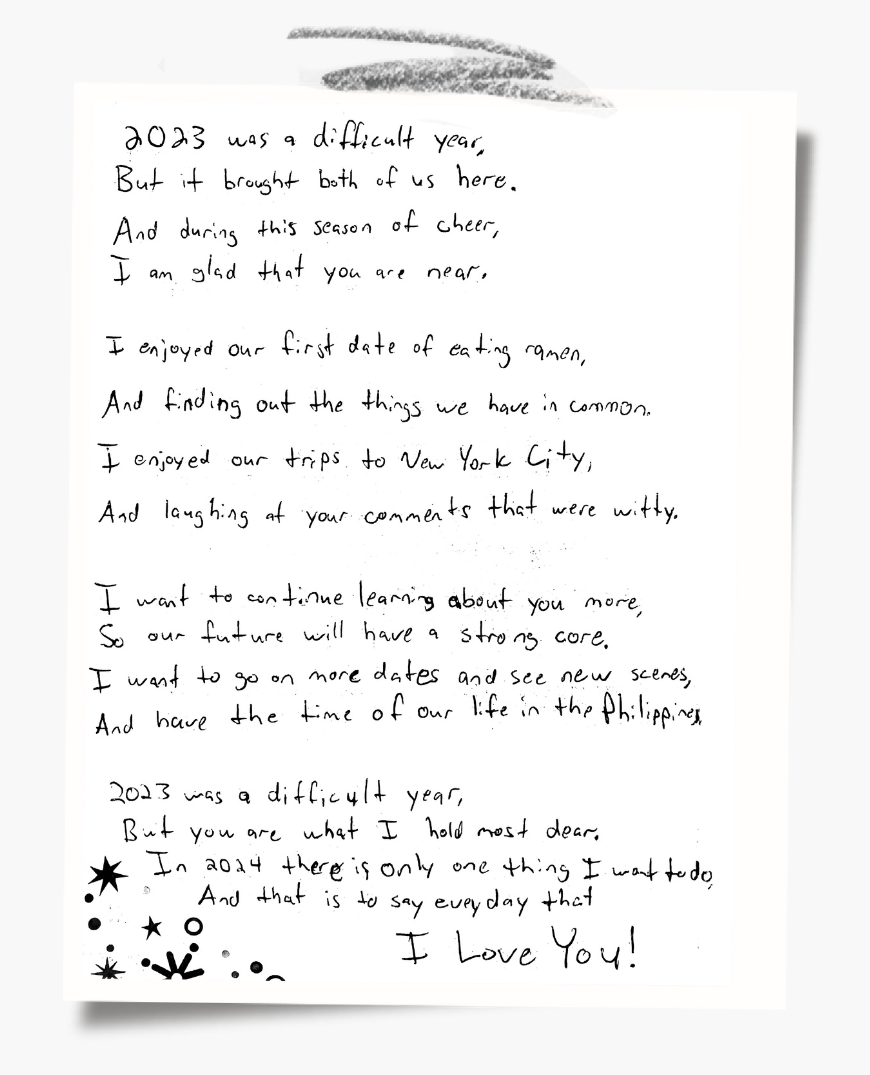 2023 was a difficult year,
But it brought both of us here.
And during this season of cheer,
I am glad that you are near.
I enjoyed our first date of eating ramen,
And finding out the things we have in common.
I enjoyed our trips to New York City,
And laughing at your comments that were witty.
I want to continue learning about you more,
So our future will have a strong core.
I want to go on more dates and see new scenes,
And have the time of our life in the Philippines.
2023 was a difficult year,
But you are what I hold most dear.
In 2024 there is only one thing I want to do,
And that is to say everyday that
I Love You!